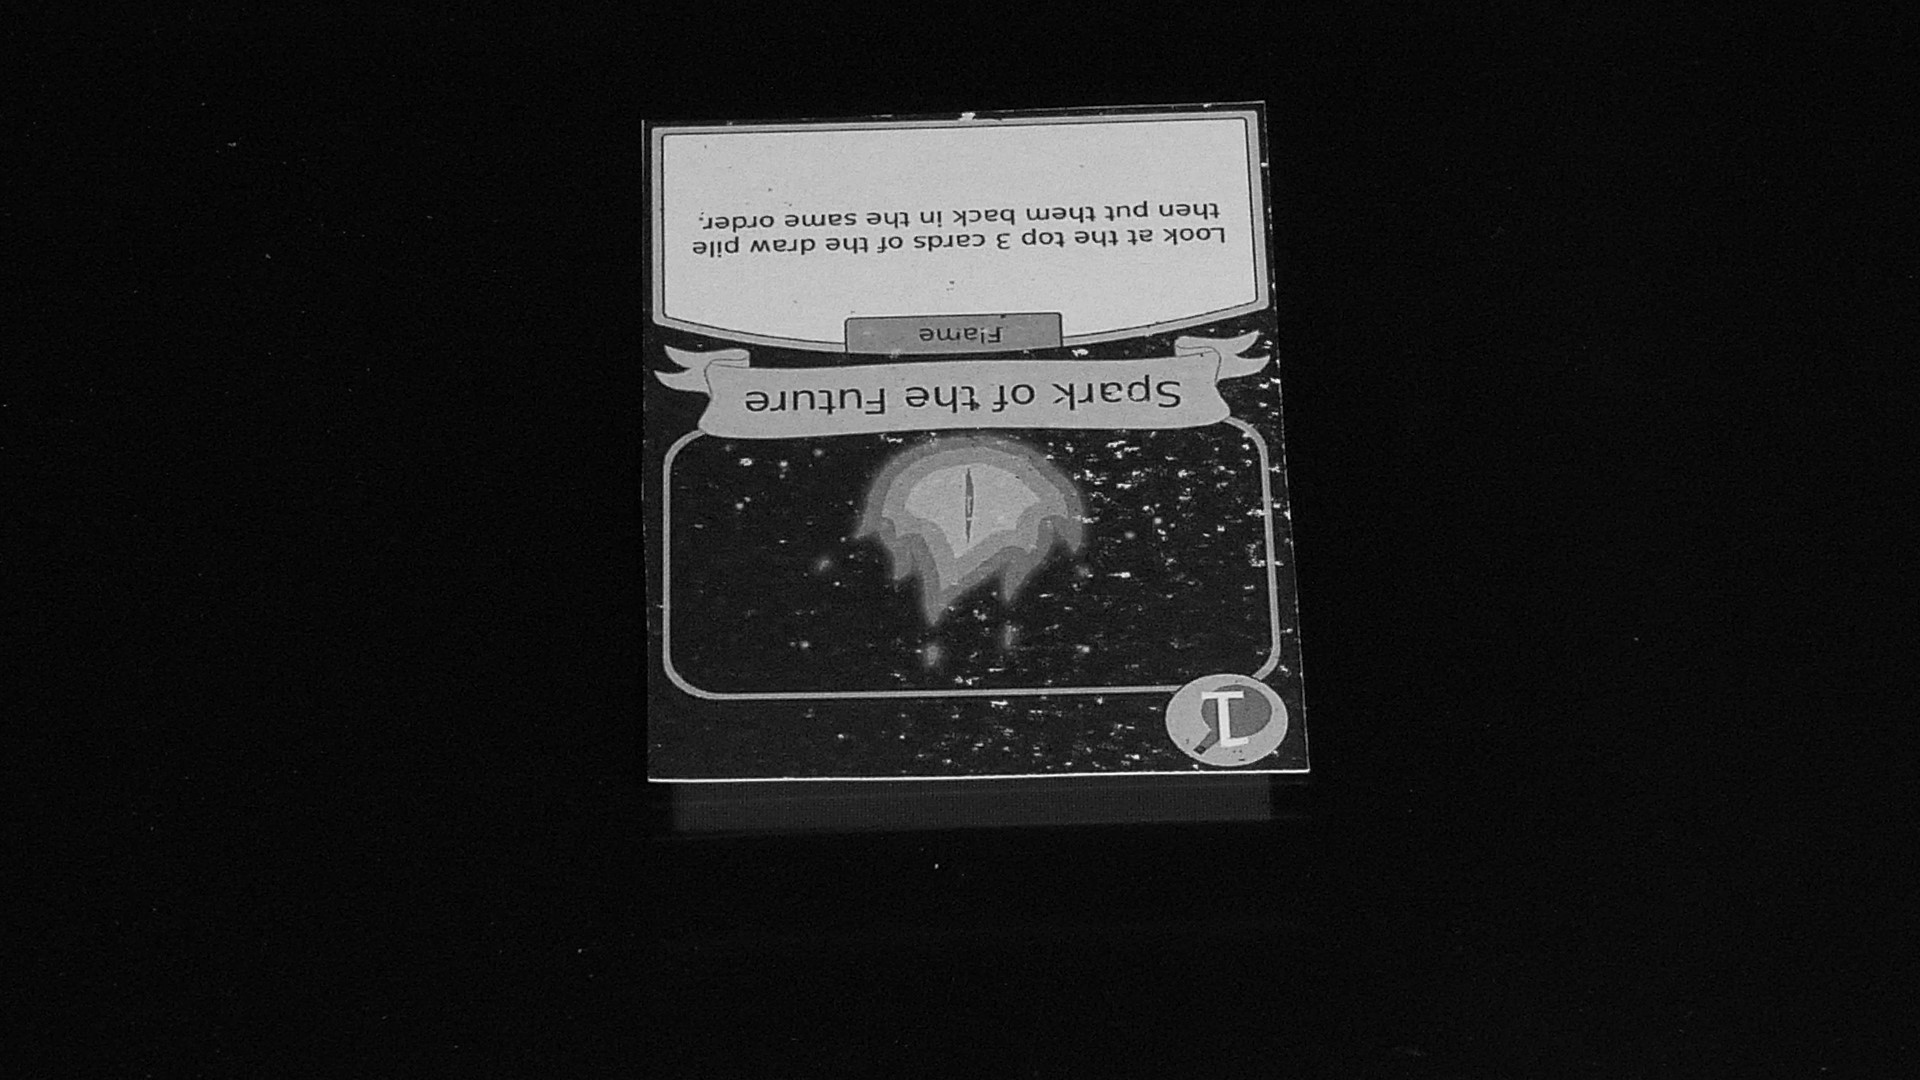 1
Spark of the Future
Flame
Look at the top 3 cards of the draw pile
then put them back in the same order.